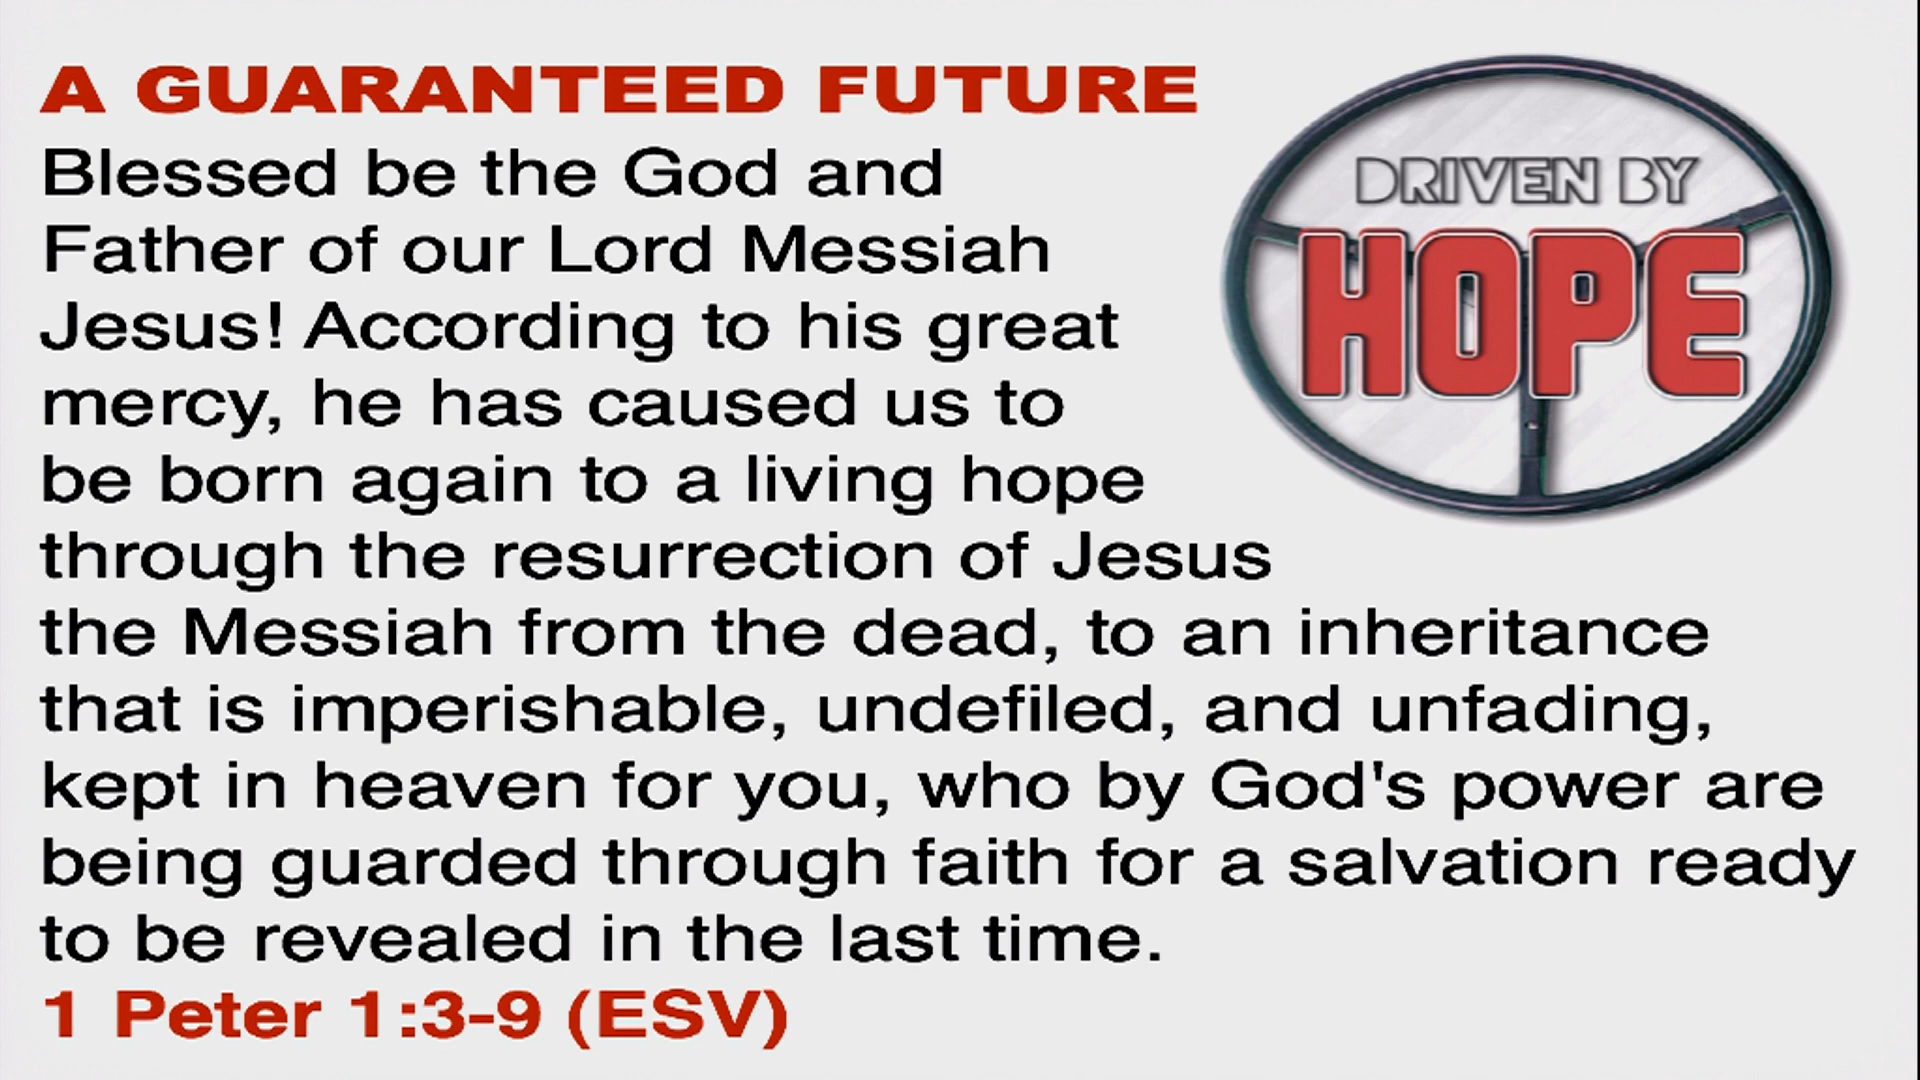 A GUARANTEED FUTURE
Blessed be the God and
Father of our Lord Messiah
Jesus! According to his great
mercy, he has caused us to
be born again to a living hope
through the resurrection of Jesus
the Messiah from the dead, to an inheritance
that is imperishable, undefiled, and unfading,
kept in heaven for you, who by God's power are
being guarded through faith for a salvation ready
to be revealed in the last time.
1 Peter 1:3-9 (ESV)
DRIVEN BY
HOPE